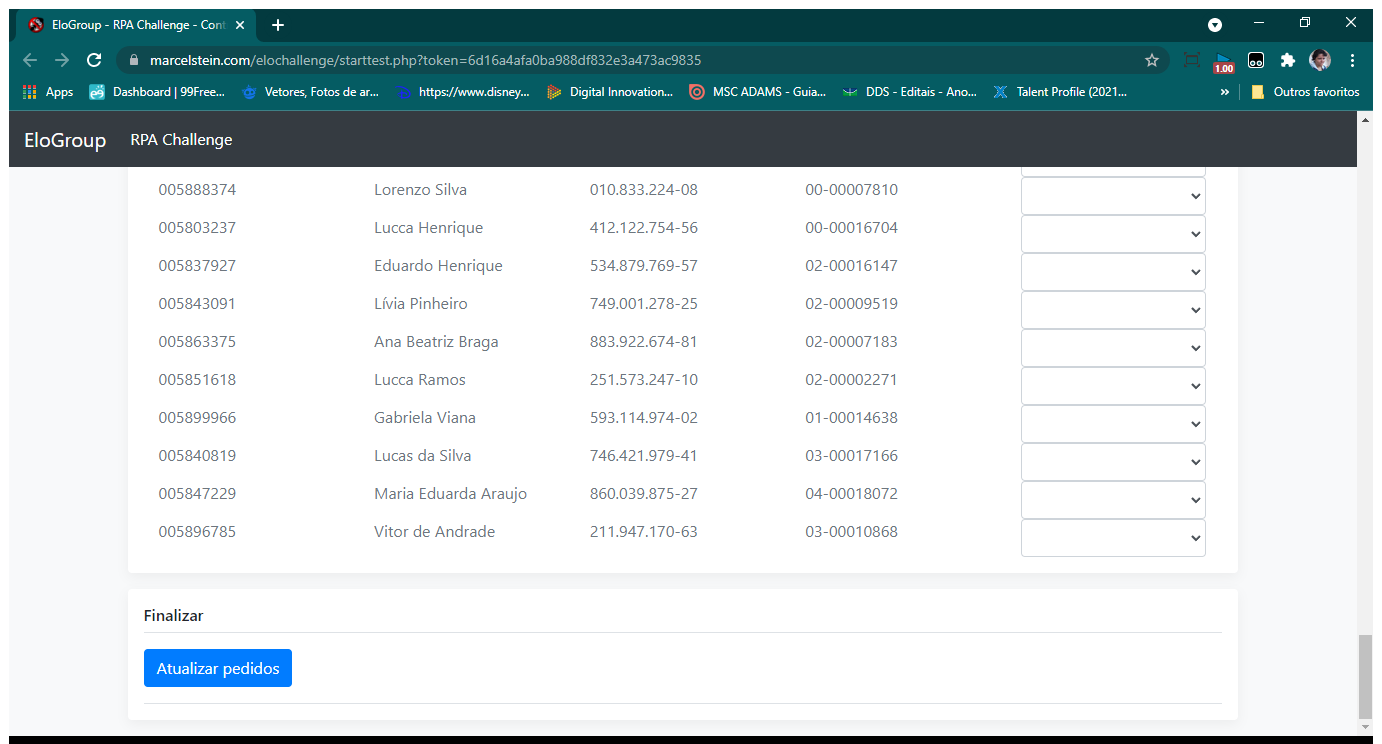 EloGroup - RPA Challenge - Cont
marcelstein.com/elochallenge/starttest.php?token=6d16a4afa0ba988df832e3a473ac9835
1.00
Apps Dashboard | 99Free... Vetores, Fotos de ar... https://www.disney... Digital Innovation... MSC ADAMS - Guia... DDS - Editais - Ano... Talent Profile (2021... » Outros favoritos
EloGroup RPA Challenge
005888374 Lorenzo Silva 010.833.224-08 00-00007810
005803237 Lucca Henrique 412.122.754-56 00-00016704
005837927 Eduardo Henrique 534.879.769-57 02-00016147
005843091 Lívia Pinheiro 749.001.278-25 02-00009519
005863375 Ana Beatriz Braga 883.922.674-81 02-00007183
005851618 Lucca Ramos 251.573.247-10 02-00002271
005899966 Gabriela Viana 593.114.974-02 01-00014638
005840819 Lucas da Silva 746.421.979-41 03-00017166
005847229 Maria Eduarda Araujo 860.039.875-27 04-00018072
005896785 Vitor de Andrade 211.947.170-63 03-00010868
Finalizar
Atualizar pedidos